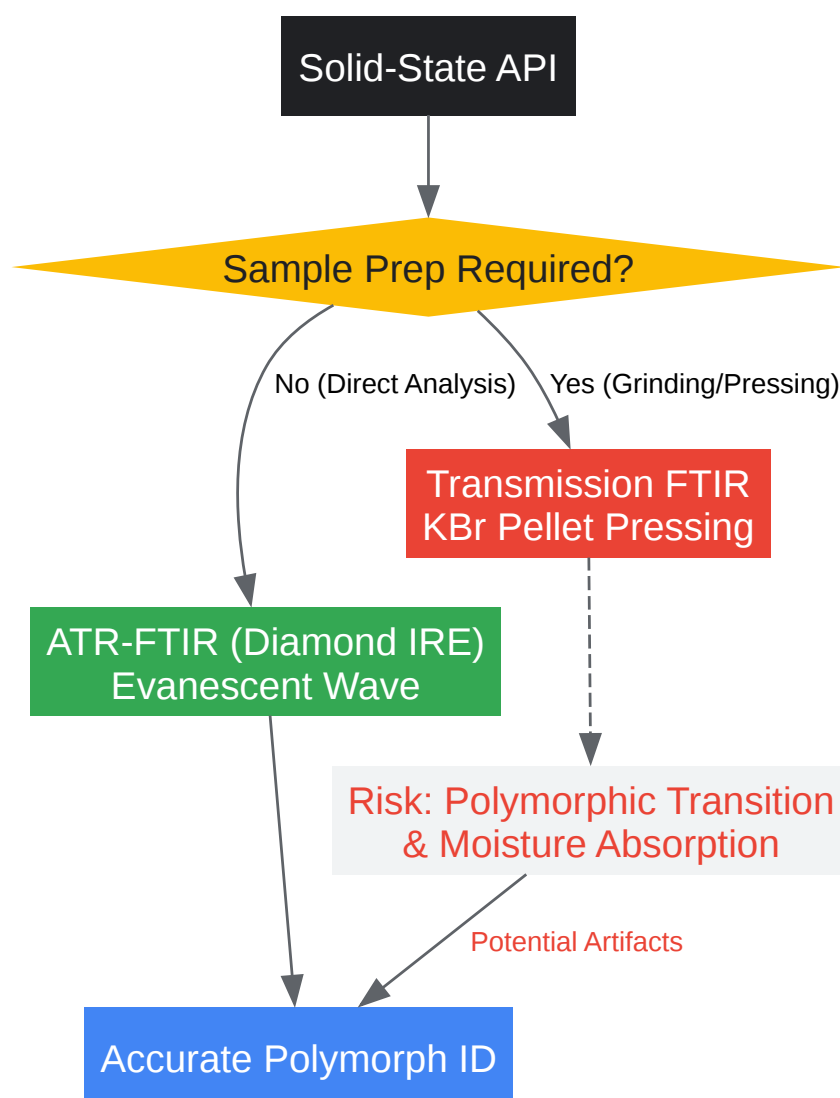 Solid-State API
Sample Prep Required?
No (Direct Analysis)
Yes (Grinding/Pressing)
Transmission FTIR
KBr Pellet Pressing
ATR-FTIR (Diamond IRE)
Evanescent Wave
Risk: Polymorphic Transition
& Moisture Absorption
Potential Artifacts
Accurate Polymorph ID